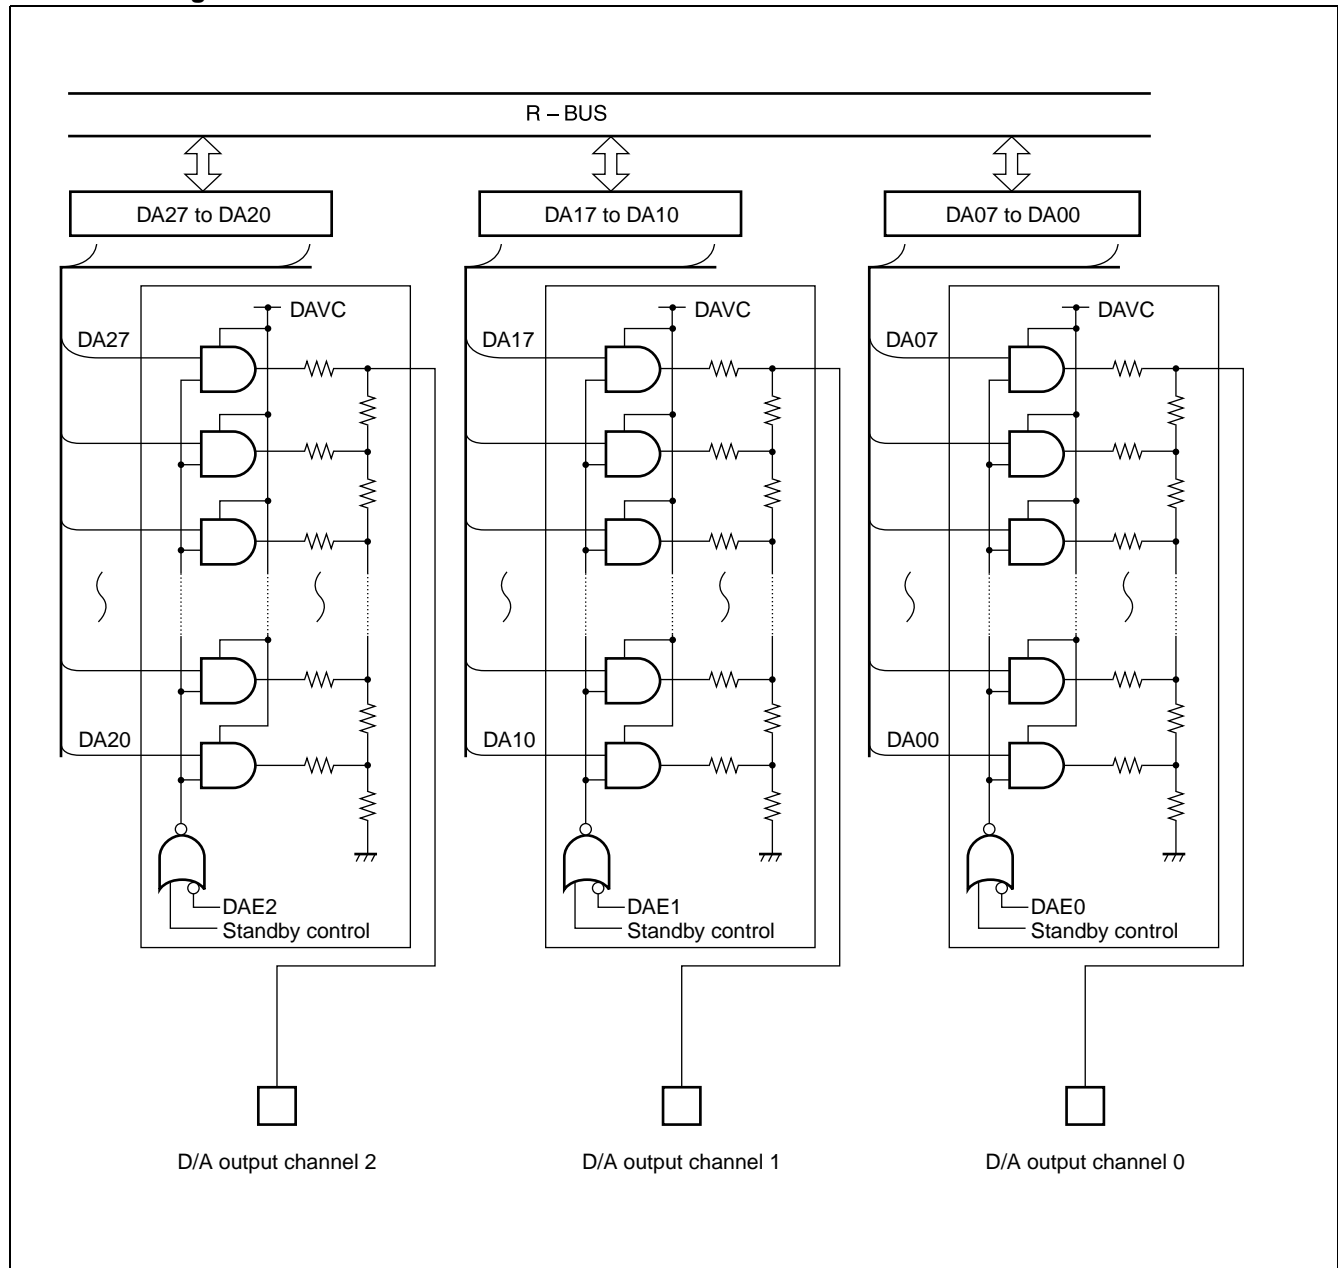 R – BUS
DA27 to DA20
DA17 to DA10
DA07 to DA00
DAVC
DAVC
DAVC
DA27
DA17
DA07
DA20
DA10
DA00
DAE2
DAE1
DAE0
Standby control
Standby control
Standby control
D/A output channel 2
D/A output channel 1
D/A output channel 0